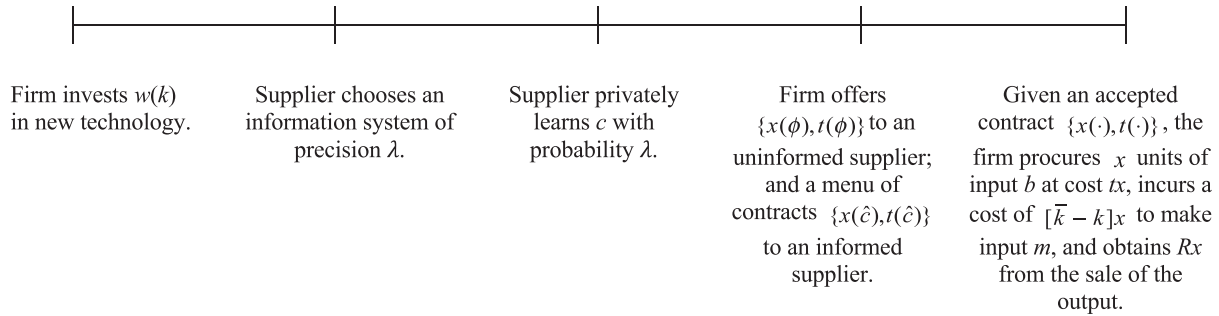 Firm invests w(k)
in new technology.
Supplier chooses an
information system of
precision λ.
Supplier privately
learns c with
probability λ.
Firm offers
{x(ϕ),t(ϕ)} to an
uninformed supplier;
and a menu of
contracts {x(ĉ),t(ĉ)}
to an informed
supplier.
Given an accepted
contract {x(·),t(·)}, the
firm procures x units of
input b at cost tx, incurs a
cost of [k̅ − k]x to make
input m, and obtains Rx
from the sale of the
output.